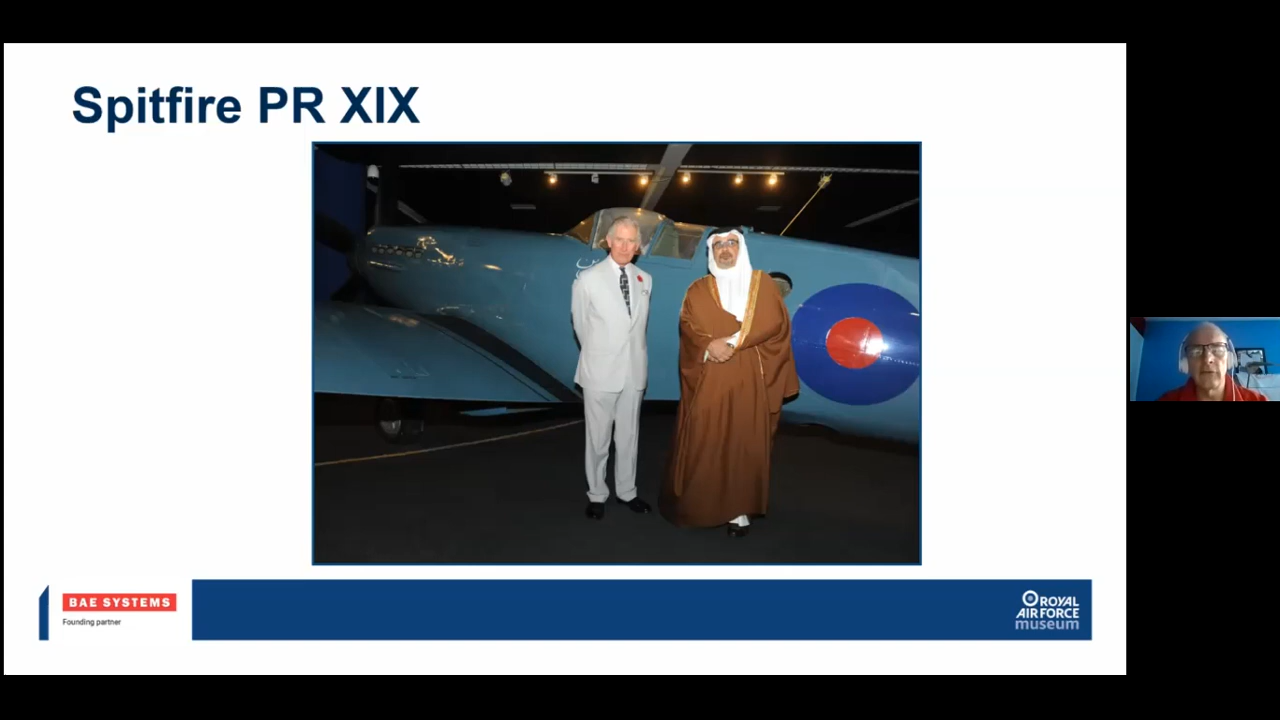 Spitfire PR XIX
BAE SYSTEMS
Founding partner
ROYAL
AIR FORCE
museum